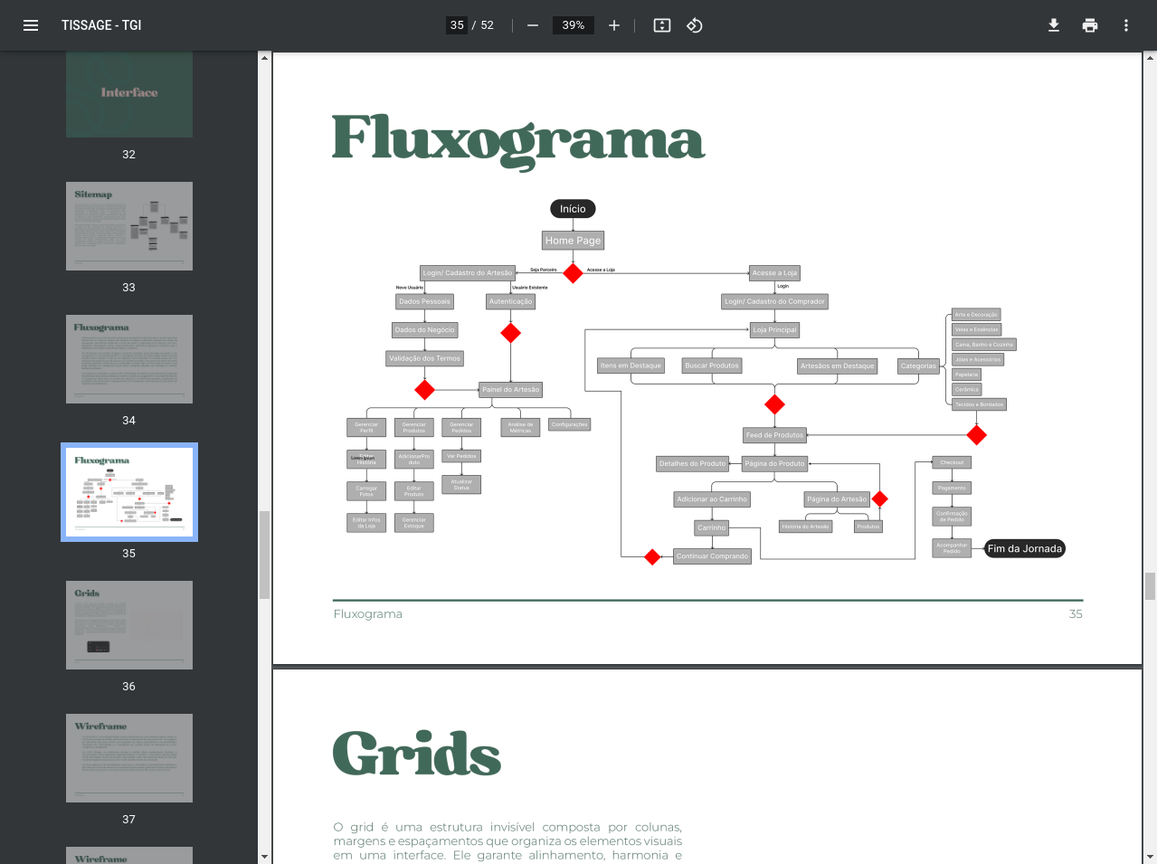 TISSAGE - TGI
35 / 52
39%
Interface
32
Sitemap
33
Fluxograma
34
Fluxograma
35
Grids
36
Wireframe
37
Wireframe
Fluxograma
Início
Home Page
Login/ Cadastro do Artesão
Seja Parceiro
Acesse a Loja
Acesse a Loja
Novo Usuário
Usuário Existente
Login
Dados Pessoais
Autenticação
Login/ Cadastro do Comprador
Dados do Negócio
Loja Principal
Validação dos Termos
Itens em Destaque
Buscar Produtos
Artesãos em Destaque
Categorias
Arte e Decoração
Velas e Essências
Cama, Banho e Cozinha
Jóias e Acessórios
Papelaria
Cerâmica
Tecidos e Bordados
Painel do Artesão
Gerenciar
Perfil
Gerenciar
Produtos
Gerenciar
Pedidos
Análise de
Métricas
Configurações
Feed de Produtos
Editar
História
AdicionarPro
duto
Ver Pedidos
Detalhes do Produto
Página do Produto
Checkout
Carregar
Fotos
Editar
Produto
Atualizar
Status
Adicionar ao Carrinho
Página do Artesão
Pagamento
Editar Infos
da Loja
Gerenciar
Estoque
Carrinho
História do Artesão
Produtos
Confirmação
de Pedido
Continuar Comprando
Acompanhar
Pedido
Fim da Jornada
Fluxograma
35
Grids
O grid é uma estrutura invisível composta por colunas,
margens e espaçamentos que organiza os elementos visuais
em uma interface. Ele garante alinhamento, harmonia e